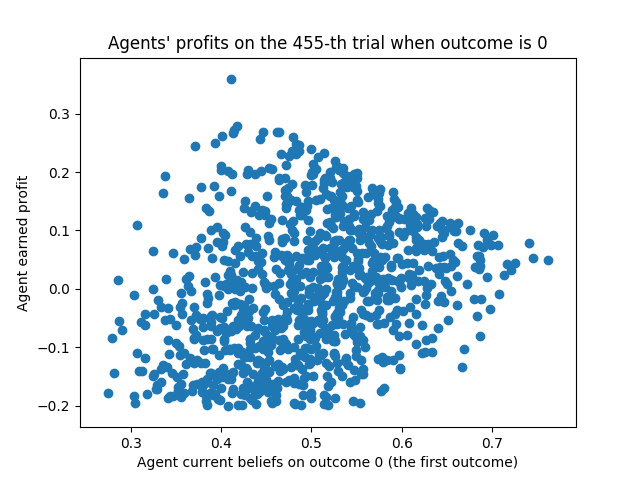 Agents' profits on the 455-th trial when outcome is 0
Agent earned profit
0.3
0.2
0.1
0.0
−0.1
−0.2
0.3 0.4 0.5 0.6 0.7
Agent current beliefs on outcome 0 (the first outcome)